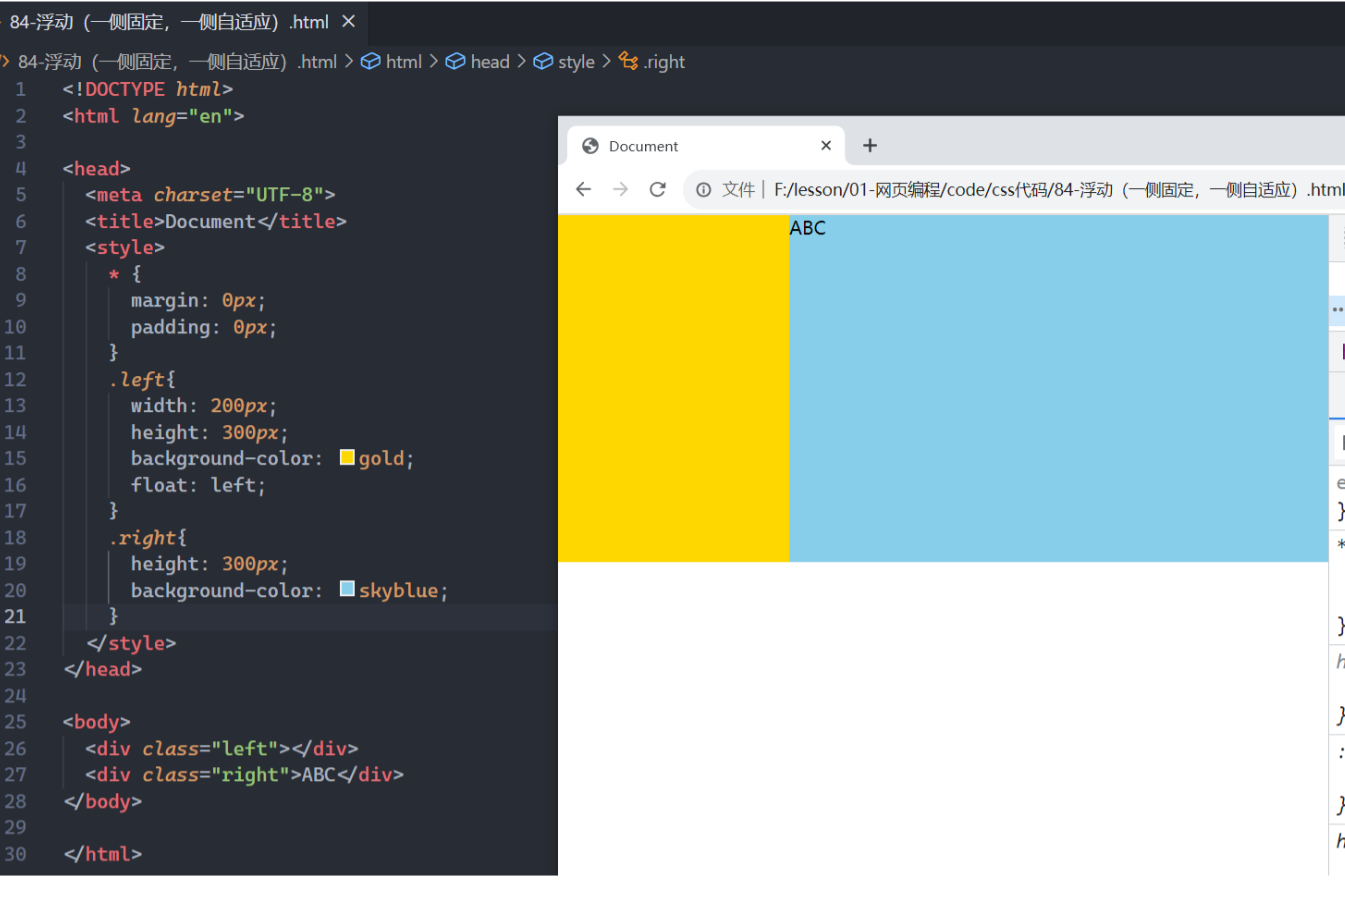 84-浮动（一侧固定，一侧自适应）.html ×
84-浮动（一侧固定，一侧自适应）.html > html > head > style > .right
1 <!DOCTYPE html>
2 <html lang="en">
3
4 <head>
5 <meta charset="UTF-8">
6 <title>Document</title>
7 <style>
8 * {
9 margin: 0px;
10 padding: 0px;
11 }
12 .left{
13 width: 200px;
14 height: 300px;
15 background-color: gold;
16 float: left;
17 }
18 .right{
19 height: 300px;
20 background-color: skyblue;
21 }
22 </style>
23 </head>
24
25 <body>
26 <div class="left"></div>
27 <div class="right">ABC</div>
28 </body>
29
30 </html>
Document × +
文件 | F:/lesson/01-网页编程/code/css代码/84-浮动（一侧固定，一侧自适应）.html
ABC
}
*
}
}
:
}